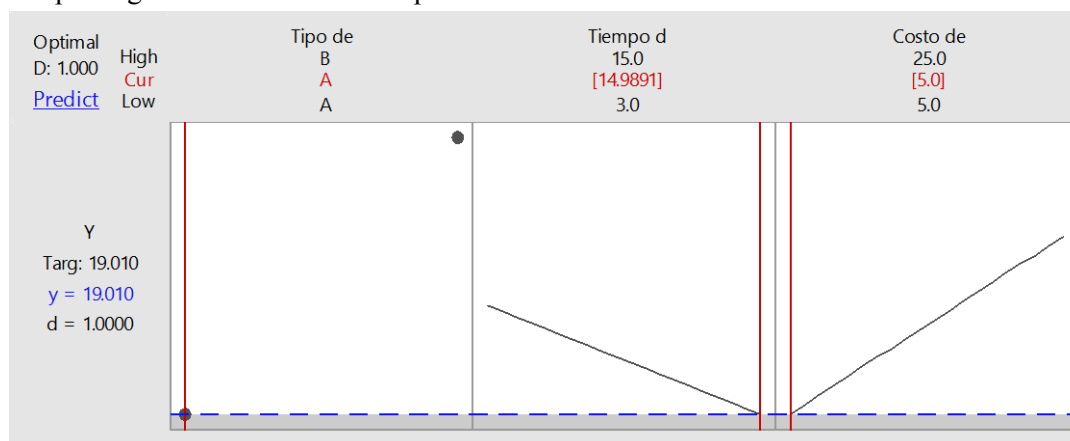 Optimal
D: 1.000
Predict
High
Cur
Low
Tipo de
B
A
A
Tiempo d
15.0
[14.9891]
3.0
Costo de
25.0
[5.0]
5.0
Y
Targ: 19.010
y = 19.010
d = 1.0000